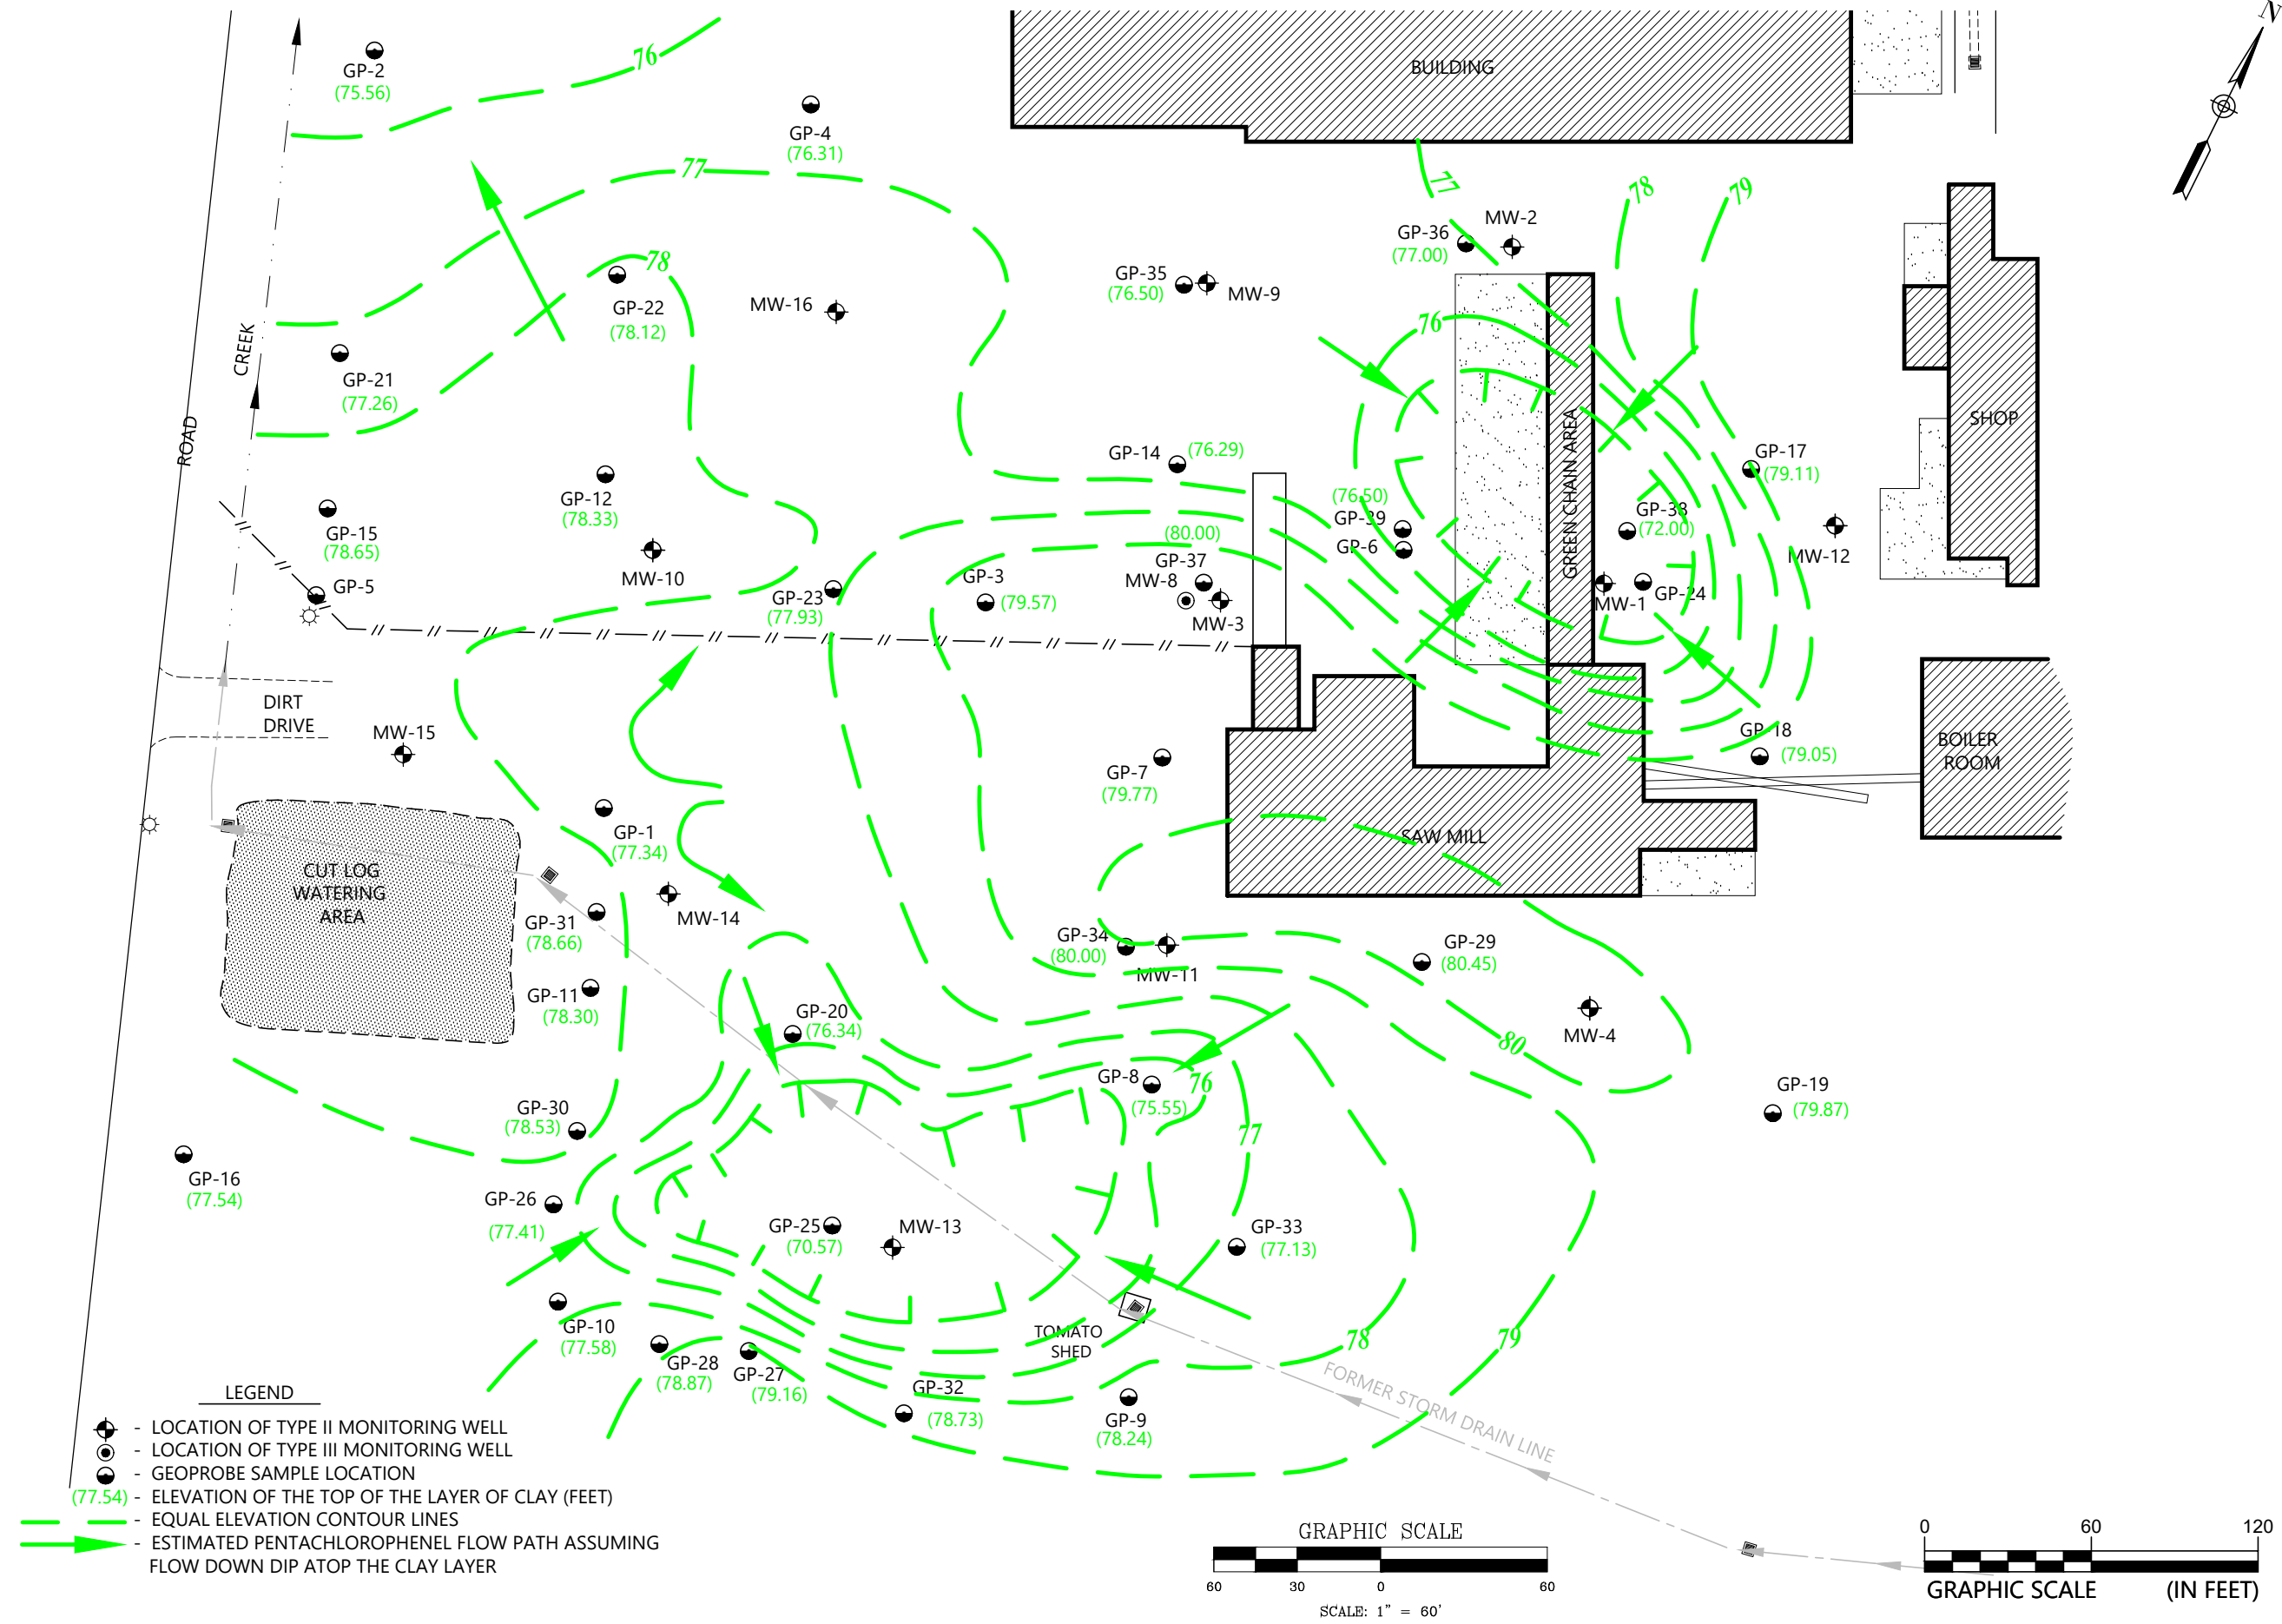 N
76
BUILDING
GP-2
(75.56)
GP-4
(76.31)
77
77
78
79
MW-2
GP-36
(77.00)
78
GP-22
(78.12)
MW-16
GP-35
(76.50)
MW-9
76
CREEK
ROAD
GP-21
(77.26)
GREEN CHAIN AREA
SHOP
GP-14
(76.29)
GP-17
(79.11)
GP-12
(78.33)
GP-15
(78.65)
(76.50)
GP-39
GP-6
GP-38
(72.00)
(80.00)
GP-37
MW-8
MW-3
MW-12
MW-10
GP-5
GP-23
(77.93)
GP-3
(79.57)
MW-1
GP-24
DIRT
DRIVE
MW-15
GP-7
(79.77)
GP-18
(79.05)
BOILER
ROOM
GP-1
(77.34)
SAW MILL
CUT LOG
WATERING
AREA
MW-14
GP-31
(78.66)
GP-34
(80.00)
MW-11
GP-29
(80.45)
GP-11
(78.30)
GP-20
(76.34)
MW-4
80
GP-8
(75.55)
76
GP-19
(79.87)
GP-30
(78.53)
77
GP-16
(77.54)
GP-26
(77.41)
GP-25
(70.57)
MW-13
GP-33
(77.13)
GP-10
(77.58)
TOMATO
SHED
78
79
GP-28
(78.87)
GP-27
(79.16)
GP-32
(78.73)
GP-9
(78.24)
FORMER STORM DRAIN LINE
LEGEND
- LOCATION OF TYPE II MONITORING WELL
- LOCATION OF TYPE III MONITORING WELL
- GEOPROBE SAMPLE LOCATION
(77.54) - ELEVATION OF THE TOP OF THE LAYER OF CLAY (FEET)
- EQUAL ELEVATION CONTOUR LINES
- ESTIMATED PENTACHLOROPHENEL FLOW PATH ASSUMING
FLOW DOWN DIP ATOP THE CLAY LAYER
GRAPHIC SCALE
60 30 0 60
SCALE: 1" = 60'
0 60 120
GRAPHIC SCALE (IN FEET)